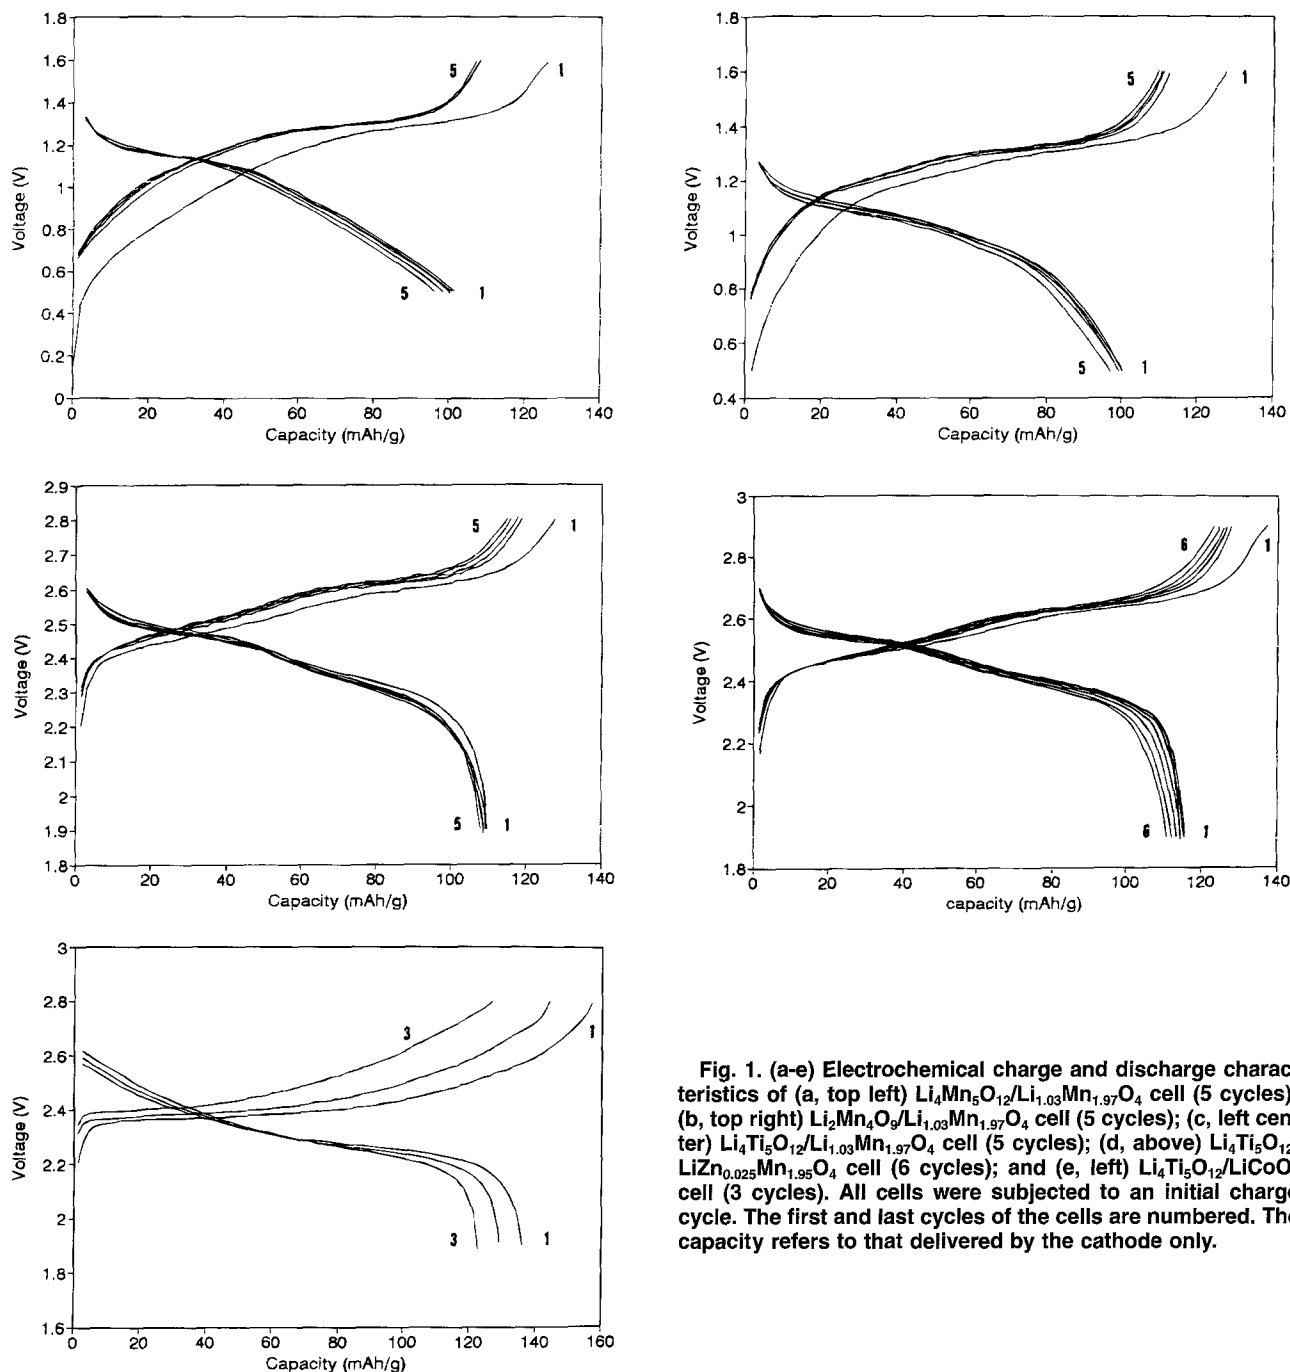 1.8
1.6
1.4
1.2
1
0.8
0.6
0.4
0.2
0
Voltage (V)
5
1
5
1
0 20 40 60 80 100 120 140
Capacity (mAh/g)
1.8
1.6
1.4
1.2
1
0.8
0.6
0.4
Voltage (V)
5
1
5
1
0 20 40 60 80 100 120 140
Capacity (mAh/g)
2.9
2.8
2.7
2.6
2.5
2.4
2.3
2.2
2.1
2
1.9
1.8
Voltage (V)
5
1
5
1
0 20 40 60 80 100 120 140
Capacity (mAh/g)
3
2.8
2.6
2.4
2.2
2
1.8
Voltage (V)
6
1
6
1
0 20 40 60 80 100 120 140
capacity (mAh/g)
3
2.8
2.6
2.4
2.2
2
1.8
1.6
Voltage (V)
3
1
3
1
0 20 40 60 80 100 120 140 160
Capacity (mAh/g)
Fig. 1. (a-e) Electrochemical charge and discharge charac
teristics of (a, top left) Li₄Mn₅O₁₂/Li₁.₀₃Mn₁.₉₇O₄ cell (5 cycles)
(b, top right) Li₂Mn₄O₉/Li₁.₀₃Mn₁.₉₇O₄ cell (5 cycles); (c, left cen
ter) Li₄Ti₅O₁₂/Li₁.₀₃Mn₁.₉₇O₄ cell (5 cycles); (d, above) Li₄Ti₅O₁₂
LiZn₀.₀₂₅Mn₁.₉₅O₄ cell (6 cycles); and (e, left) Li₄Ti₅O₁₂/LiCoO
cell (3 cycles). All cells were subjected to an initial charge
cycle. The first and last cycles of the cells are numbered. The
capacity refers to that delivered by the cathode only.